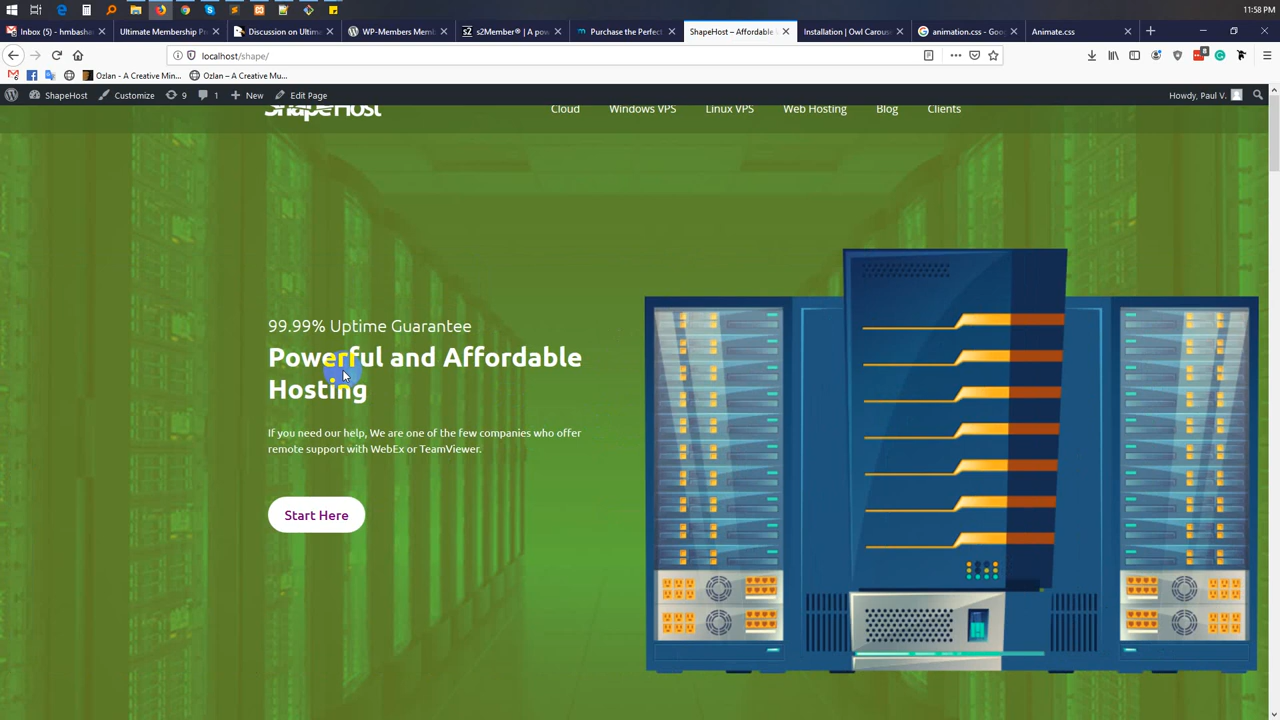 11:58 PM
Inbox (5) - hmbasha
Ultimate Membership Pr
Discussion on Ultim
WP-Members Mem
s2Member® | A pow
Purchase the Perfect
ShapeHost – Affordable
Installation | Owl Carous
animation.css - Goo
Animate.css
localhost/shape/
Ozlan - A Creative Min...
Ozlan – A Creative Mu...
ShapeHost
Customize
9
1
New
Edit Page
Howdy, Paul V.
ShapeHost
Cloud
Windows VPS
Linux VPS
Web Hosting
Blog
Clients
99.99% Uptime Guarantee
Powerful and Affordable
Hosting
If you need our help, We are one of the few companies who offer
remote support with WebEx or TeamViewer.
Start Here